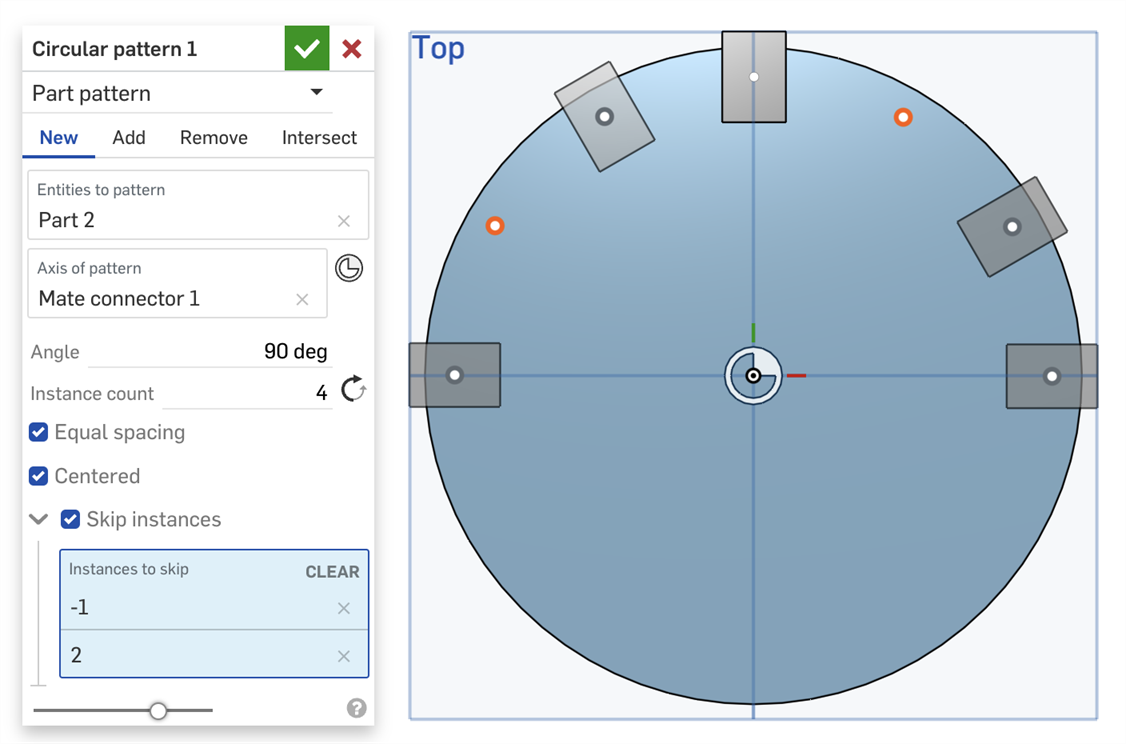 Circular pattern 1
Part pattern
New Add Remove Intersect
Entities to pattern
Part 2
Axis of pattern
Mate connector 1
Angle 90 deg
Instance count 4
Equal spacing
Centered
Skip instances
Instances to skip CLEAR
-1
2
?
Top